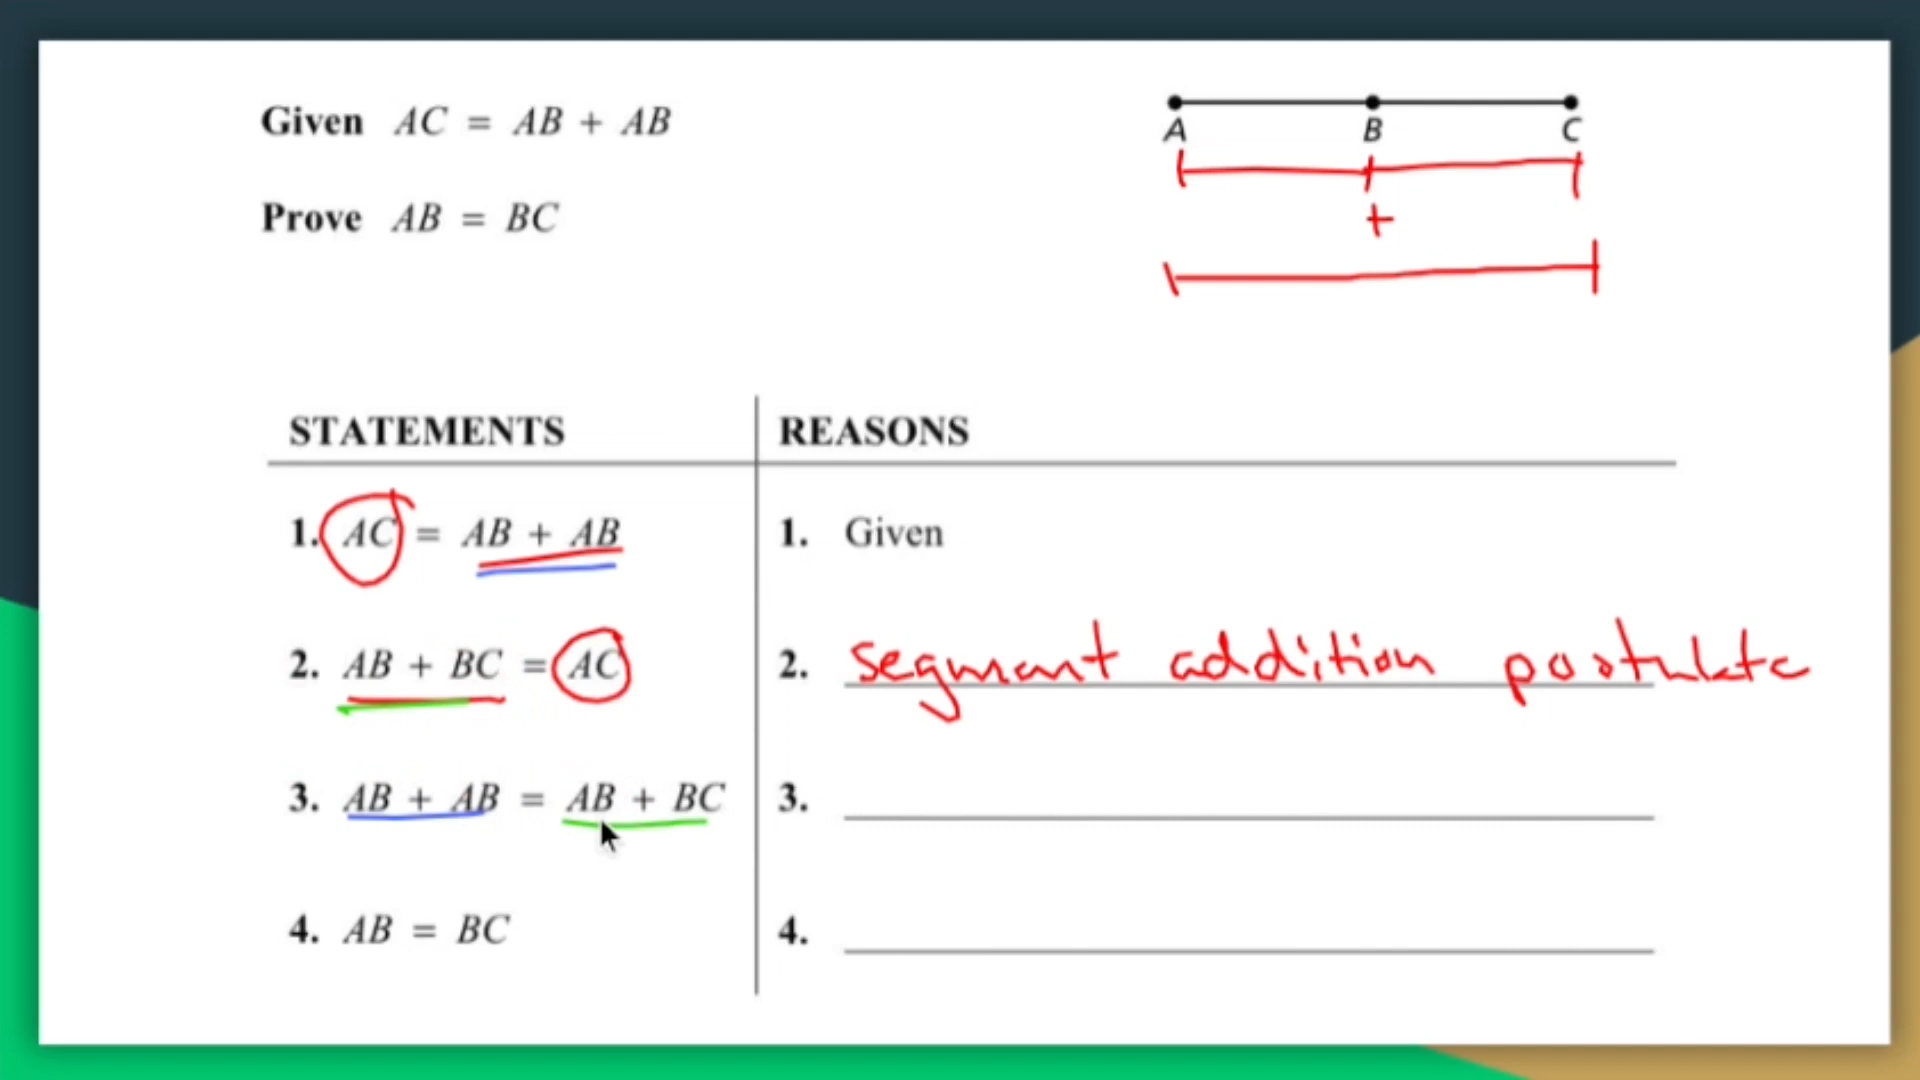 Given AC = AB + AB
Prove AB = BC
A B C
+
STATEMENTS REASONS
1. AC = AB + AB 1. Given
2. AB + BC = AC 2. segment addition postulate
3. AB + AB = AB + BC 3.
4. AB = BC 4.